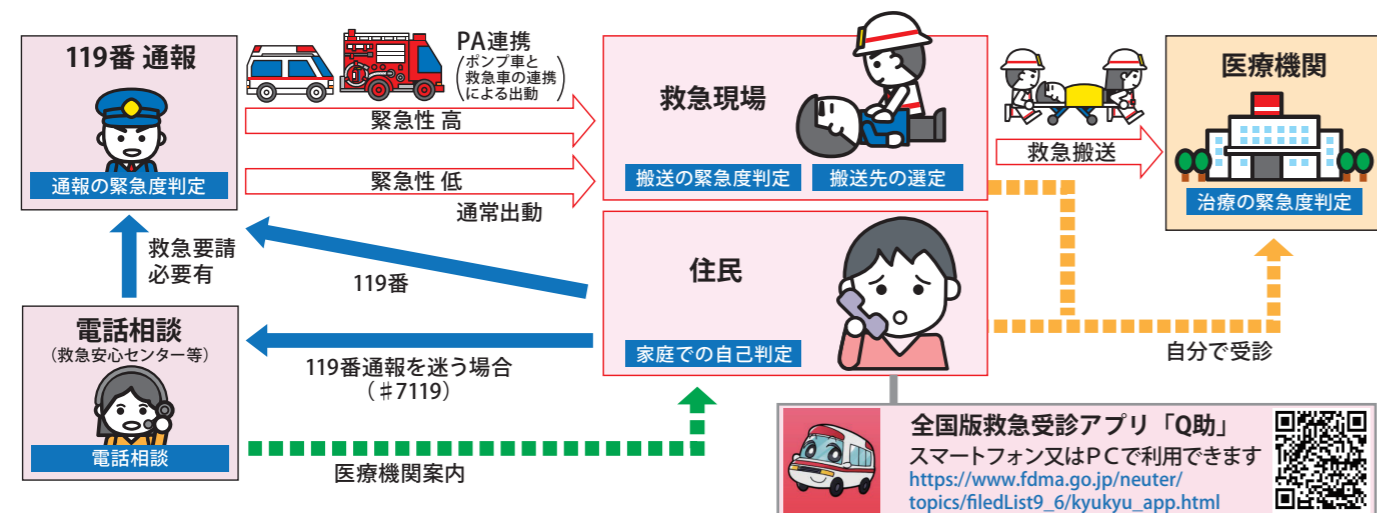 119番 通報
通報の緊急度判定
PA連携
(ポンプ車と
救急車の連携
による出動)
緊急性 高
緊急性 低
通常出動
救急現場
搬送の緊急度判定
搬送先の選定
救急搬送
医療機関
治療の緊急度判定
救急要請
必要有
119番
住民
家庭での自己判定
自分で受診
電話相談
(救急安心センター等)
電話相談
119番通報を迷う場合
(♯7119)
医療機関案内
全国版救急受診アプリ「Q助」
スマートフォン又はPCで利用できます
https://www.fdma.go.jp/neuter/
topics/filedList9_6/kyukyu_app.html